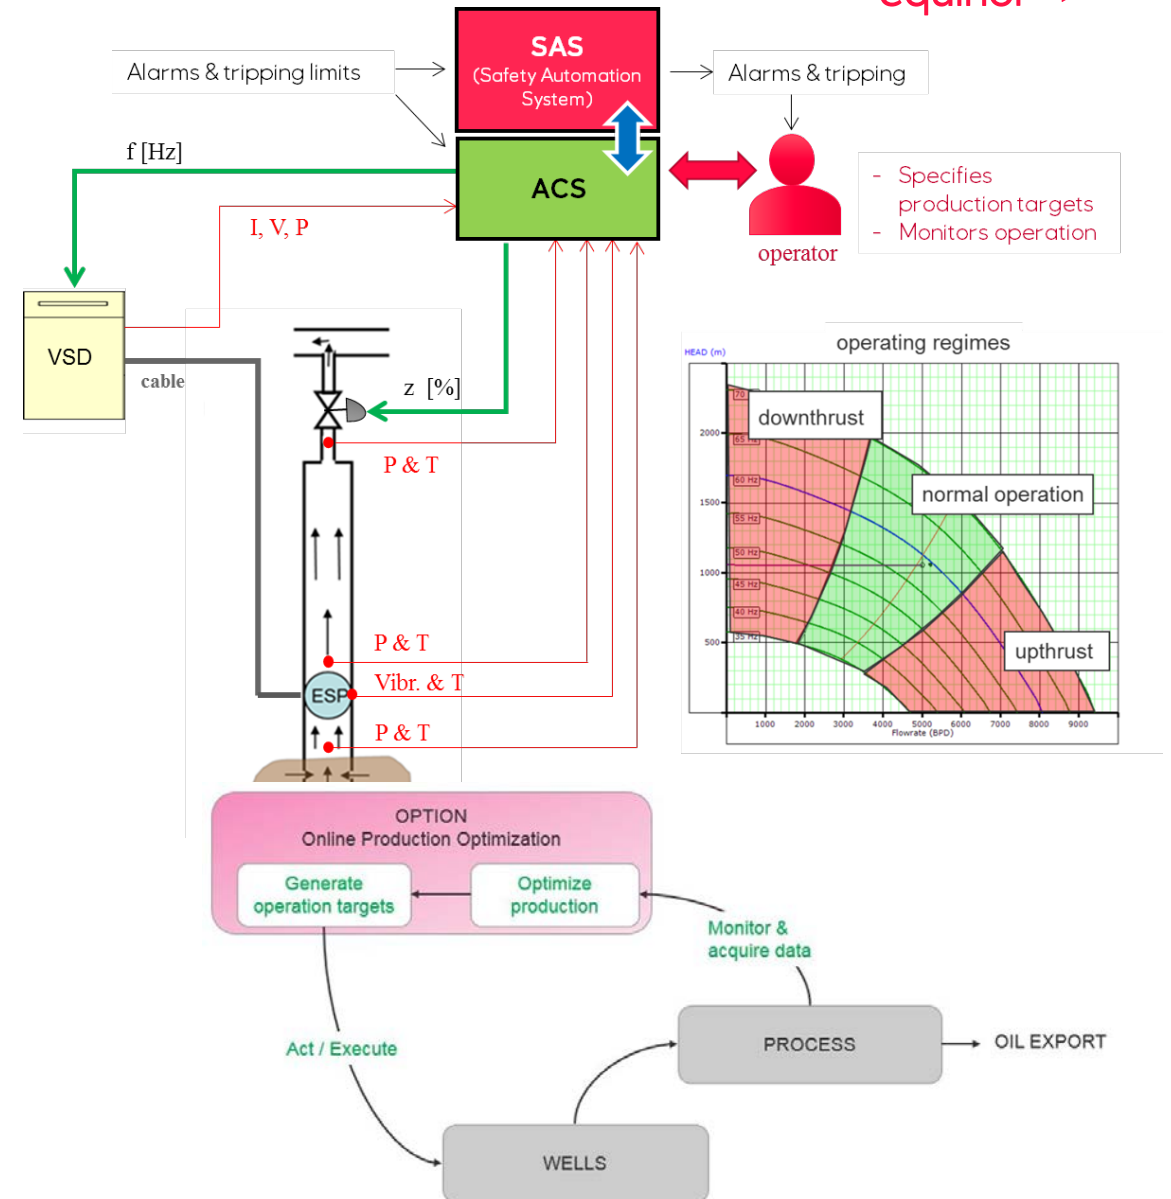 equinor
SAS
(Safety Automation
System)
Alarms & tripping limits
Alarms & tripping
f [Hz]
ACS
- Specifies
production targets
- Monitors operation
I, V, P
operator
VSD
cable
z [%]
P & T
P & T
Vibr. & T
ESP
P & T
operating regimes
HEAD (m)
70
downthrust
2000
65 Hz
60 Hz
normal operation
1500
55 Hz
50 Hz
1000
45 Hz
40 Hz
500
35 Hz
upthrust
1000 2000 3000 4000 5000 6000 7000 8000 9000
Flowrate (BPD)
OPTION
Online Production Optimization
Generate
operation targets
Optimize
production
Monitor &
acquire data
Act / Execute
PROCESS
OIL EXPORT
WELLS